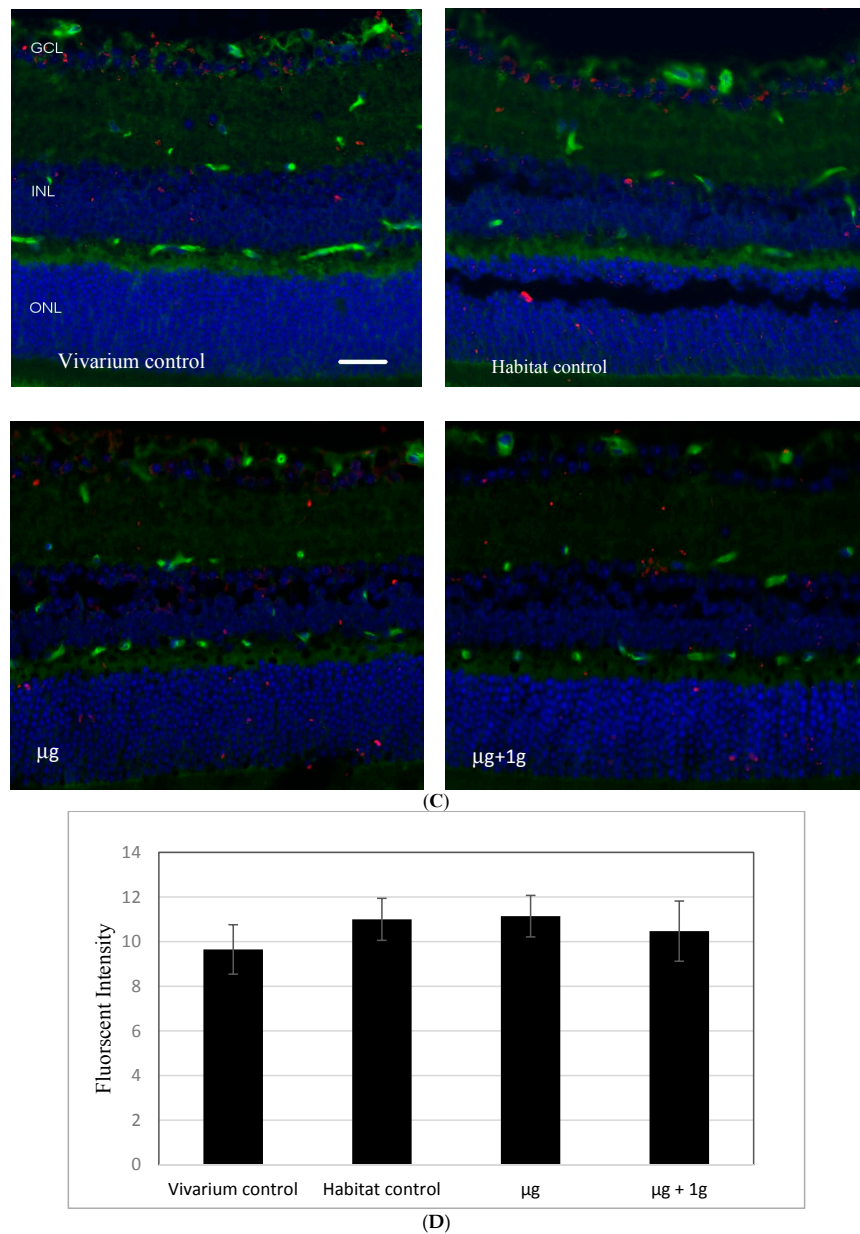 GCL
INL
ONL
Vivarium control
Habitat control
µg
µg+1g
(C)
14
12
10
8
6
4
2
0
Fluorscent Intensity
Vivarium control
Habitat control
µg
µg + 1g
(D)